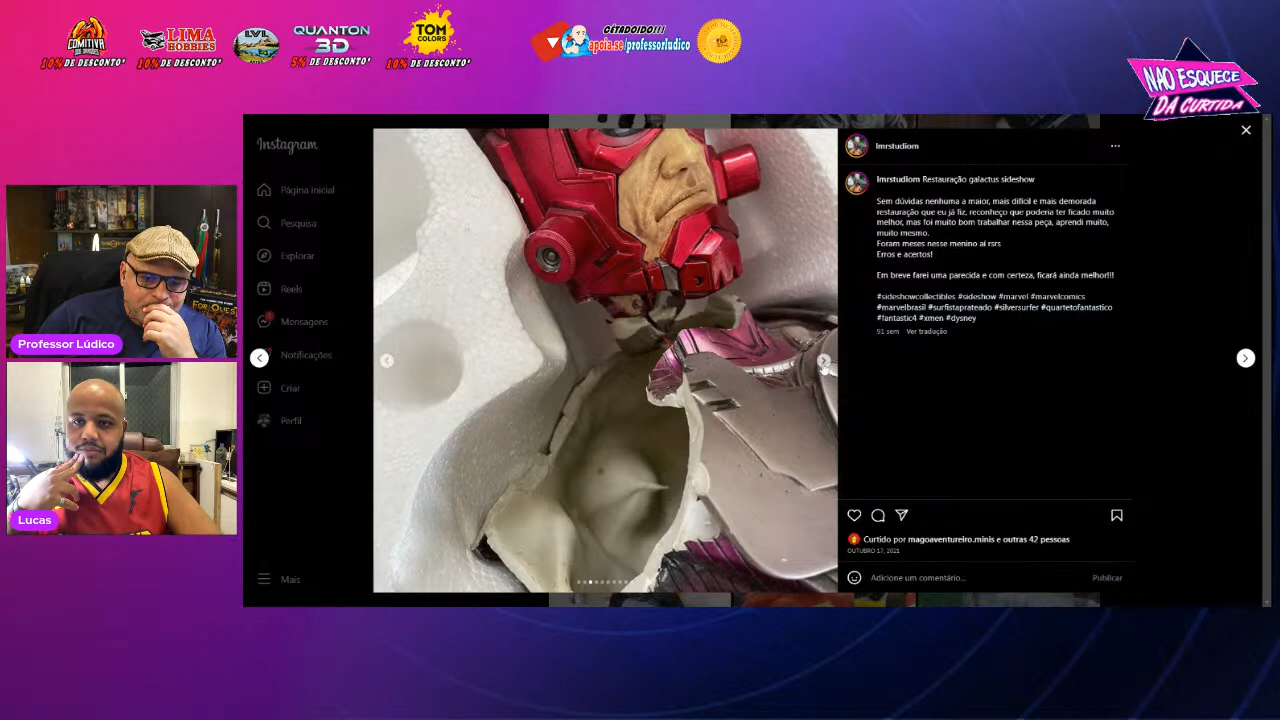 COMITIVA
DOS DRAGÕES
10% DE DESCONTO*
LIMA
HOBBIES
10% DE DESCONTO*
LVL
QUANTON
3D
5% DE DESCONTO*
TOM
COLORS
10% DE DESCONTO*
CÊTÁDOIDO!!!
apoia.se/professorludico
NÃO ESQUECE
DA CURTIDA
Instagram
Página inicial
Pesquisa
Explorar
Reels
Mensagens
Notificações
Criar
Perfil
Mais
Professor Lúdico
Lucas
lmrstudiom
lmrstudiom Restauração galactus sideshow
Sem dúvidas nenhuma a maior, mais difícil e mais demorada
restauração que eu já fiz, reconheço que poderia ter ficado muito
melhor, mas foi muito bom trabalhar nessa peça, aprendi muito,
muito mesmo.
Foram meses nesse menino aí rsrs
Erros e acertos!
Em breve farei uma parecida e com certeza, ficará ainda melhor!!!
#sideshowcollectibles #sideshow #marvel #marvelcomics
#marvelbrasil #surfistaprateado #silversurfer #quartetofantastico
#fantastic4 #xmen #dysney
91 sem Ver tradução
Curtido por magoaventureiro.minis e outras 42 pessoas
OUTUBRO 17, 2021
Adicione um comentário...
Publicar